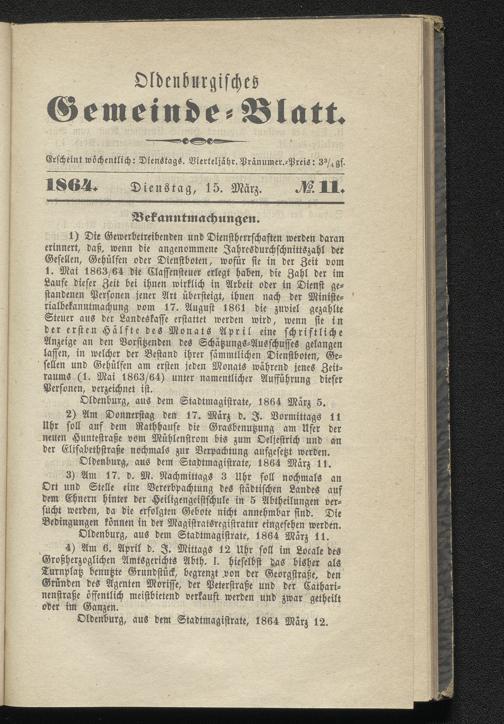 Oldenburgisches
Gemeinde-Blatt.
Erscheint wöchentlich: Dienstags. Vierteljähr. Pränumer.-Preis: 3³/₄ gs.
1864. Dienstag, 15. März. №. 11.
Bekanntmachungen.
1) Die Gewerbetreibenden und Dienstherrschaften werden daran
erinnert, daß, wenn die angenommene Jahresdurchschnittszahl der
Gesellen, Gehülfen oder Dienstboten, wofür sie in der Zeit vom
1. Mai 1863/64 die Classensteuer erlegt haben, die Zahl der im
Laufe dieser Zeit bei ihnen wirklich in Arbeit oder in Dienst ge-
standenen Personen jener Art übersteigt, ihnen nach der Ministe-
rialbekanntmachung vom 17. August 1861 die zuviel gezahlte
Steuer aus der Landeskasse erstattet werden wird, wenn sie in
der ersten Hälfte des Monats April eine schriftliche
Anzeige an den Vorsitzenden des Schätzungs-Ausschusses gelangen
lassen, in welcher der Bestand ihrer sämmtlichen Dienstboten, Ge-
sellen und Gehülfen am ersten jeden Monats während jenes Zeit-
raums (1. Mai 1863/64) unter namentlicher Aufführung dieser
Personen, verzeichnet ist.
Oldenburg, aus dem Stadtmagistrate, 1864 März 5.
2) Am Donnerstag den 17. März d. J. Vormittags 11
Uhr soll auf dem Rathhause die Grasbenutzung am Ufer der
neuen Huntestraße vom Mühlenstrom bis zum Oeljestrich und an
der Elisabethstraße nochmals zur Verpachtung aufgesetzt werden.
Oldenburg, aus dem Stadtmagistrate, 1864 März 11.
3) Am 17. d. M. Nachmittags 3 Uhr soll nochmals an
Ort und Stelle eine Vererbpachtung des städtischen Landes auf
dem Ehnern hinter der Heiligengeistschule in 5 Abtheilungen ver-
sucht werden, da die erfolgten Gebote nicht annehmbar sind. Die
Bedingungen können in der Magistratsregistratur eingesehen werden.
Oldenburg, aus dem Stadtmagistrate, 1864 März 11.
4) Am 6. April d. J. Mittags 12 Uhr soll im Locale des
Großherzoglichen Amtsgerichts Abth. I. hieselbst das bisher als
Turnplatz benutzte Grundstück, begrenzt von der Georgstraße, den
Gründen des Agenten Morisse, der Peterstraße und der Cathari-
nenstraße öffentlich meistbietend verkauft werden und zwar getheilt
oder im Ganzen.
Oldenburg, aus dem Stadtmagistrate, 1864 März 12.